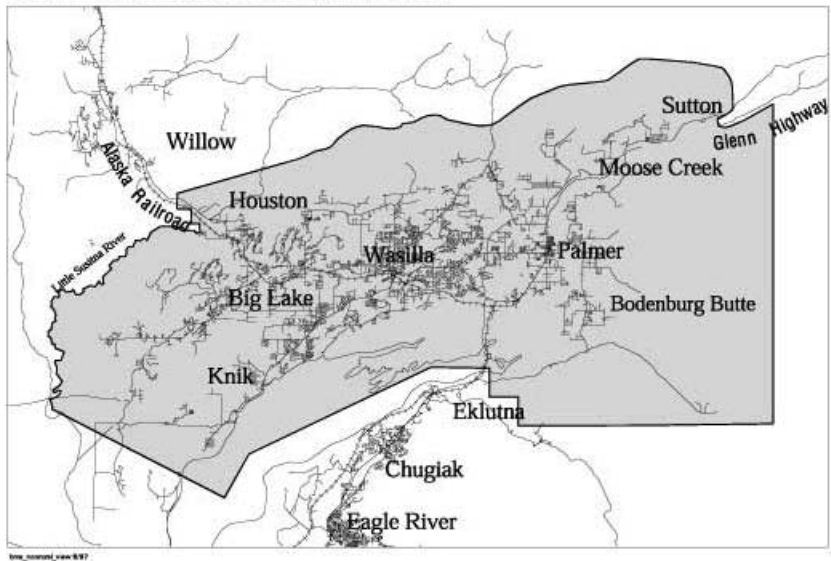 Sutton
Glenn Highway
Willow
Moose Creek
Alaska Railroad
Houston
Wasilla
Palmer
Little Susitna River
Big Lake
Bodenburg Butte
Knik
Eklutna
Chugiak
Eagle River